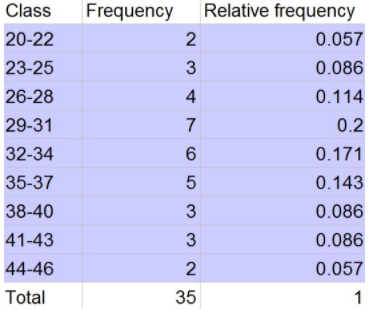 Class Frequency Relative frequency
20-22 2 0.057
23-25 3 0.086
26-28 4 0.114
29-31 7 0.2
32-34 6 0.171
35-37 5 0.143
38-40 3 0.086
41-43 3 0.086
44-46 2 0.057
Total 35 1